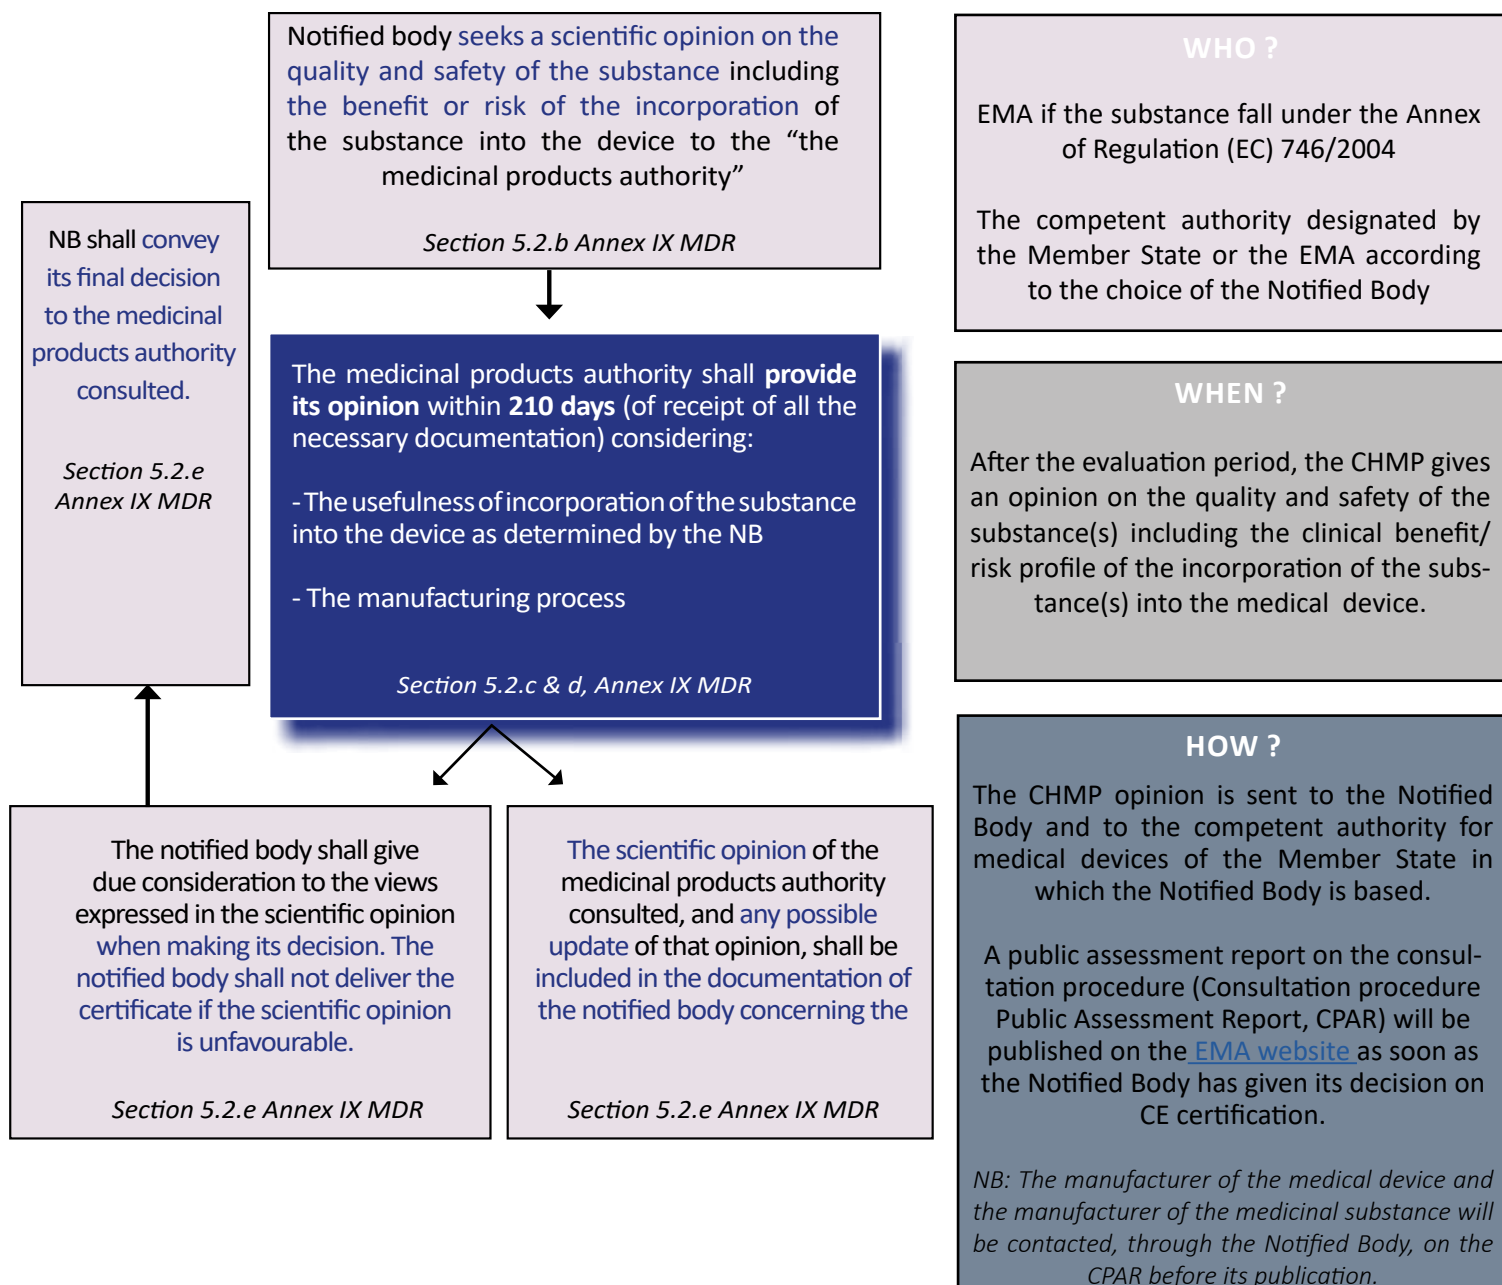 Notified body seeks a scientific opinion on the
quality and safety of the substance including
the benefit or risk of the incorporation of
the substance into the device to the “the
medicinal products authority”
Section 5.2.b Annex IX MDR
NB shall convey
its final decision
to the medicinal
products authority
consulted.
Section 5.2.e
Annex IX MDR
The medicinal products authority shall provide
its opinion within 210 days (of receipt of all the
necessary documentation) considering:
- The usefulness of incorporation of the substance
into the device as determined by the NB
- The manufacturing process
Section 5.2.c & d, Annex IX MDR
The notified body shall give
due consideration to the views
expressed in the scientific opinion
when making its decision. The
notified body shall not deliver the
certificate if the scientific opinion
is unfavourable.
Section 5.2.e Annex IX MDR
The scientific opinion of the
medicinal products authority
consulted, and any possible
update of that opinion, shall be
included in the documentation of
the notified body concerning the
Section 5.2.e Annex IX MDR
WHO ?
EMA if the substance fall under the Annex
of Regulation (EC) 746/2004
The competent authority designated by
the Member State or the EMA according
to the choice of the Notified Body
WHEN ?
After the evaluation period, the CHMP gives
an opinion on the quality and safety of the
substance(s) including the clinical benefit/
risk profile of the incorporation of the subs-
tance(s) into the medical device.
HOW ?
The CHMP opinion is sent to the Notified
Body and to the competent authority for
medical devices of the Member State in
which the Notified Body is based.
A public assessment report on the consul-
tation procedure (Consultation procedure
Public Assessment Report, CPAR) will be
published on the EMA website as soon as
the Notified Body has given its decision on
CE certification.
NB: The manufacturer of the medical device and
the manufacturer of the medicinal substance will
be contacted, through the Notified Body, on the
CPAR before its publication.